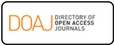 DOAJ
DIRECTORY OF
OPEN ACCESS
JOURNALS